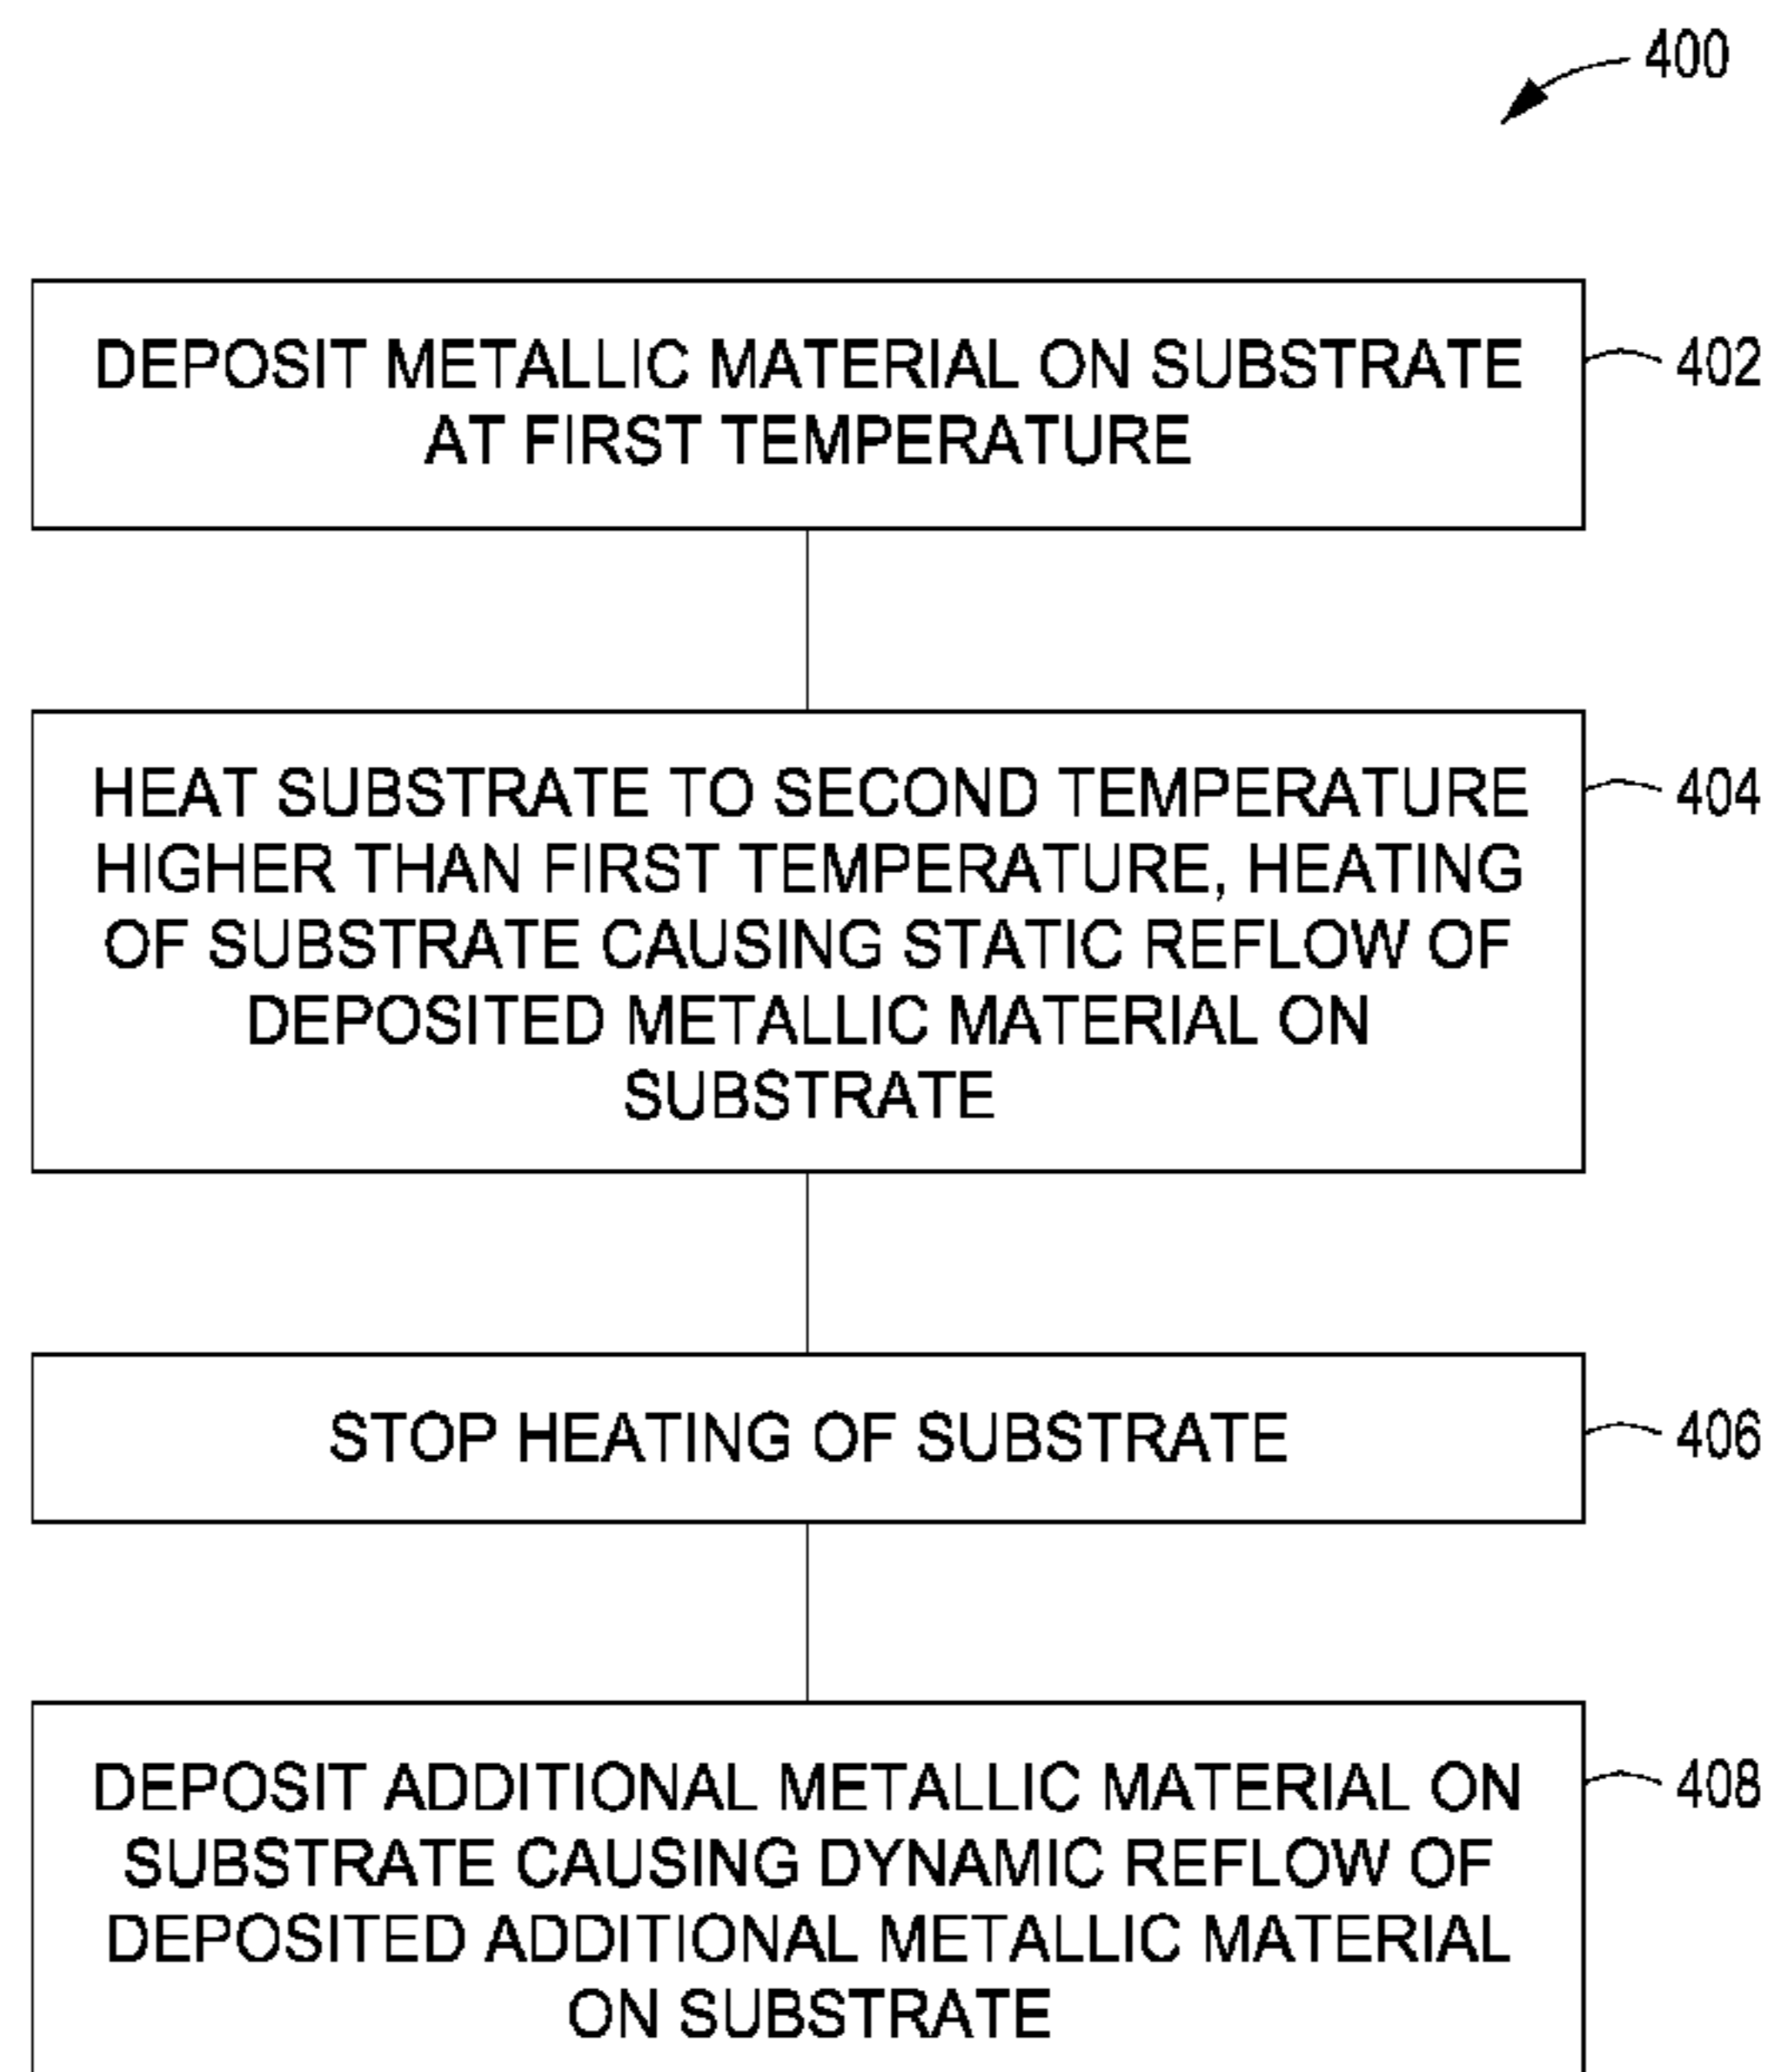 400
DEPOSIT METALLIC MATERIAL ON SUBSTRATE
AT FIRST TEMPERATURE
402
HEAT SUBSTRATE TO SECOND TEMPERATURE
HIGHER THAN FIRST TEMPERATURE, HEATING
OF SUBSTRATE CAUSING STATIC REFLOW OF
DEPOSITED METALLIC MATERIAL ON
SUBSTRATE
404
STOP HEATING OF SUBSTRATE
406
DEPOSIT ADDITIONAL METALLIC MATERIAL ON
SUBSTRATE CAUSING DYNAMIC REFLOW OF
DEPOSITED ADDITIONAL METALLIC MATERIAL
ON SUBSTRATE
408